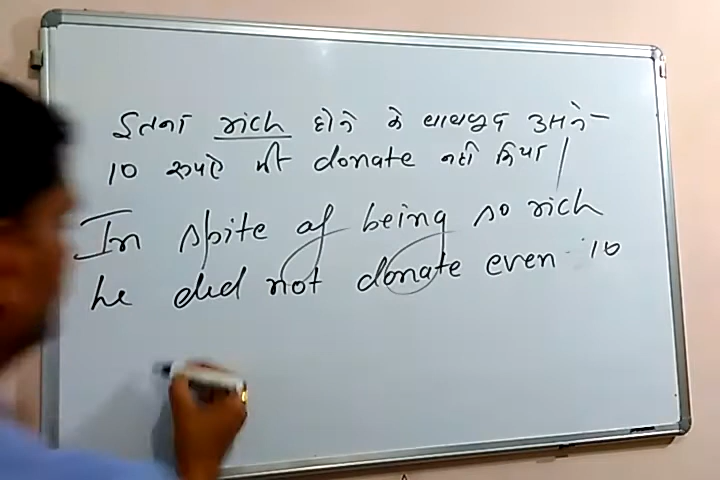 इतना rich होने के बावजूद उसने
10 रूपऐ भी donate नही किया।
In spite of being so rich
he did not donate even 10